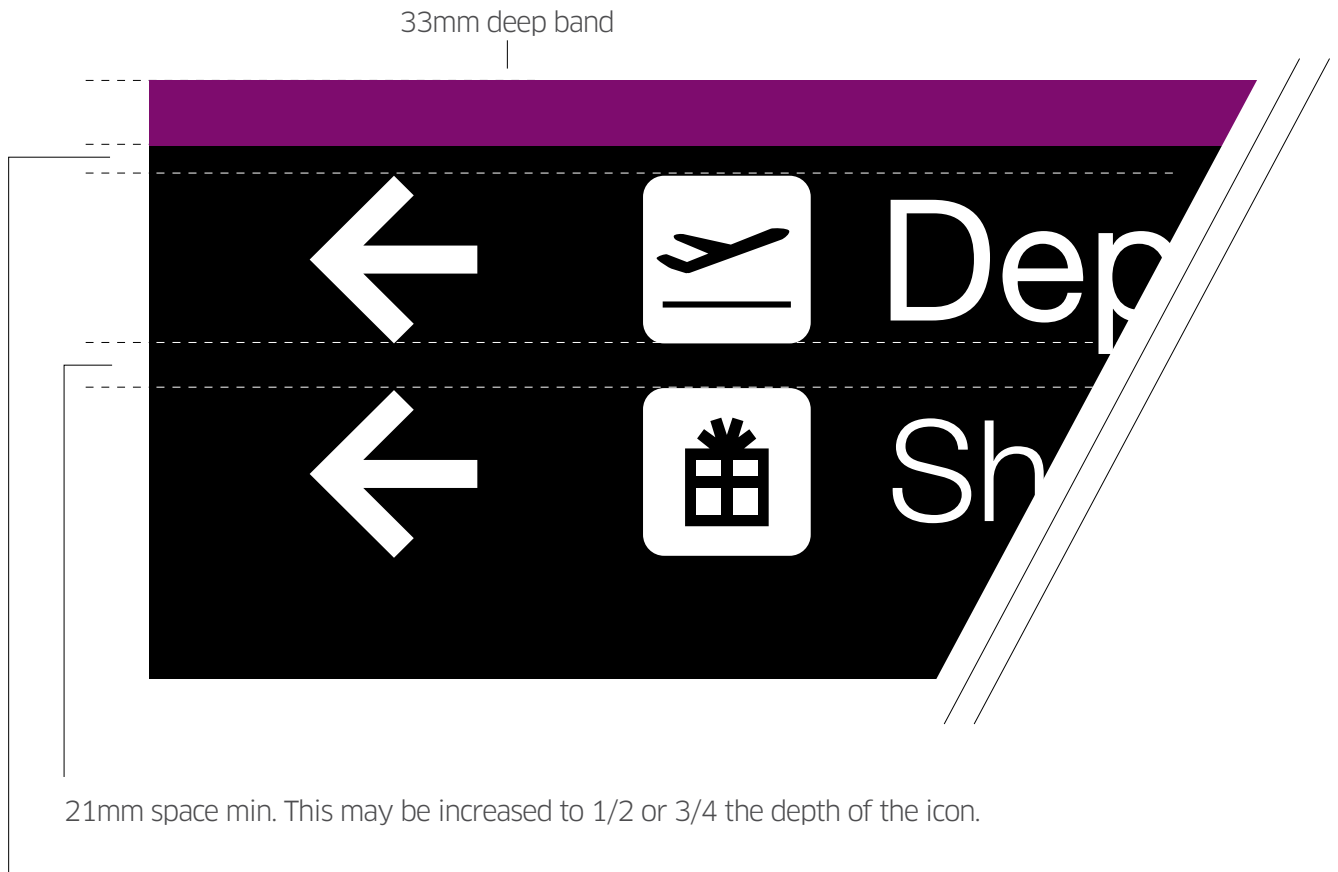 33mm deep band
Dep
Sh
21mm space min. This may be increased to 1/2 or 3/4 the depth of the icon.